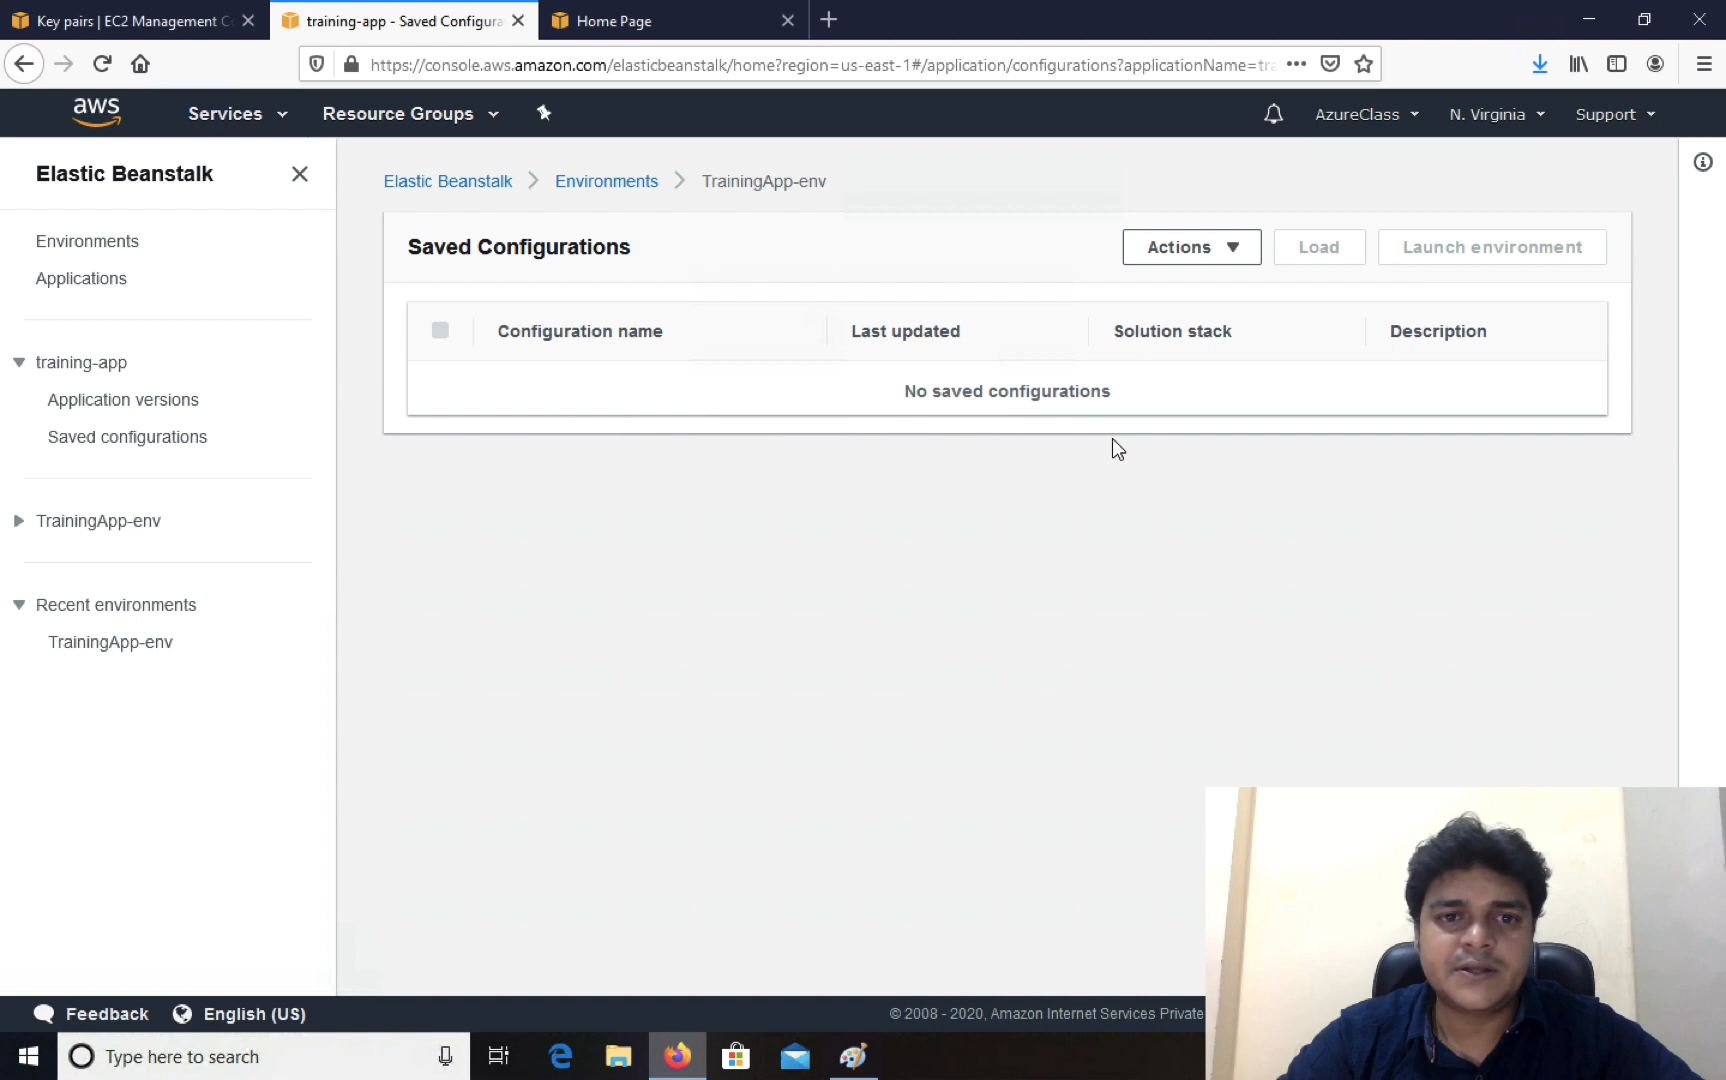 Key pairs | EC2 Management C
training-app - Saved Configura
Home Page
https://console.aws.amazon.com/elasticbeanstalk/home?region=us-east-1#/application/configurations?applicationName=tra
aws
Services
Resource Groups
AzureClass
N. Virginia
Support
Elastic Beanstalk
Environments
Applications
training-app
Application versions
Saved configurations
TrainingApp-env
Recent environments
TrainingApp-env
Elastic Beanstalk
Environments
TrainingApp-env
Saved Configurations
Actions
Load
Launch environment
Configuration name
Last updated
Solution stack
Description
No saved configurations
Feedback
English (US)
© 2008 - 2020, Amazon Internet Services Private
Type here to search